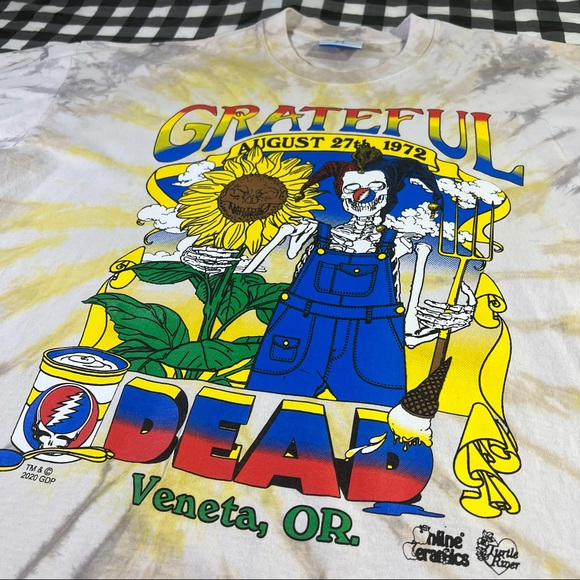 GRATEFUL
AUGUST 27th, 1972
DEAD
TM & ©
2020 GDP
Veneta, OR.
Online
Ceramics
Turtle
River